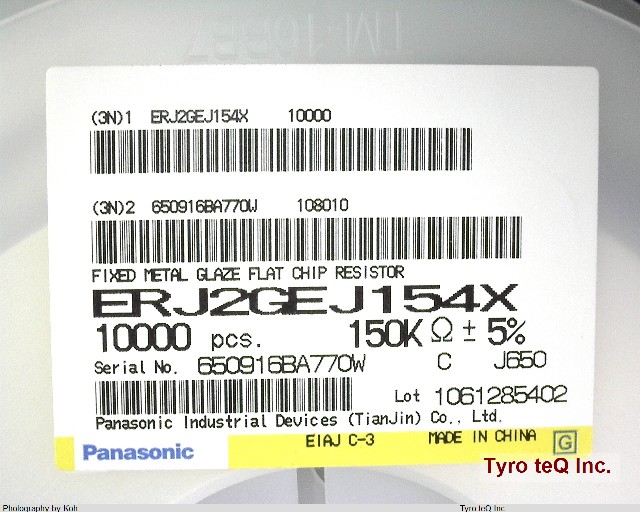 (3N)1 ERJ2GEJ154X 10000
(3N)2 650916BA770W 108010
FIXED METAL GLAZE FLAT CHIP RESISTOR
ERJ2GEJ154X
10000 pcs. 150K Ω ± 5%
Serial No. 650916BA770W C J650
Lot 1061285402
Panasonic Industrial Devices (TianJin) Co., Ltd.
Panasonic EIAJ C-3 MADE IN CHINA G
Tyro teQ Inc.
Photography by Koh Tyro teQ Inc.